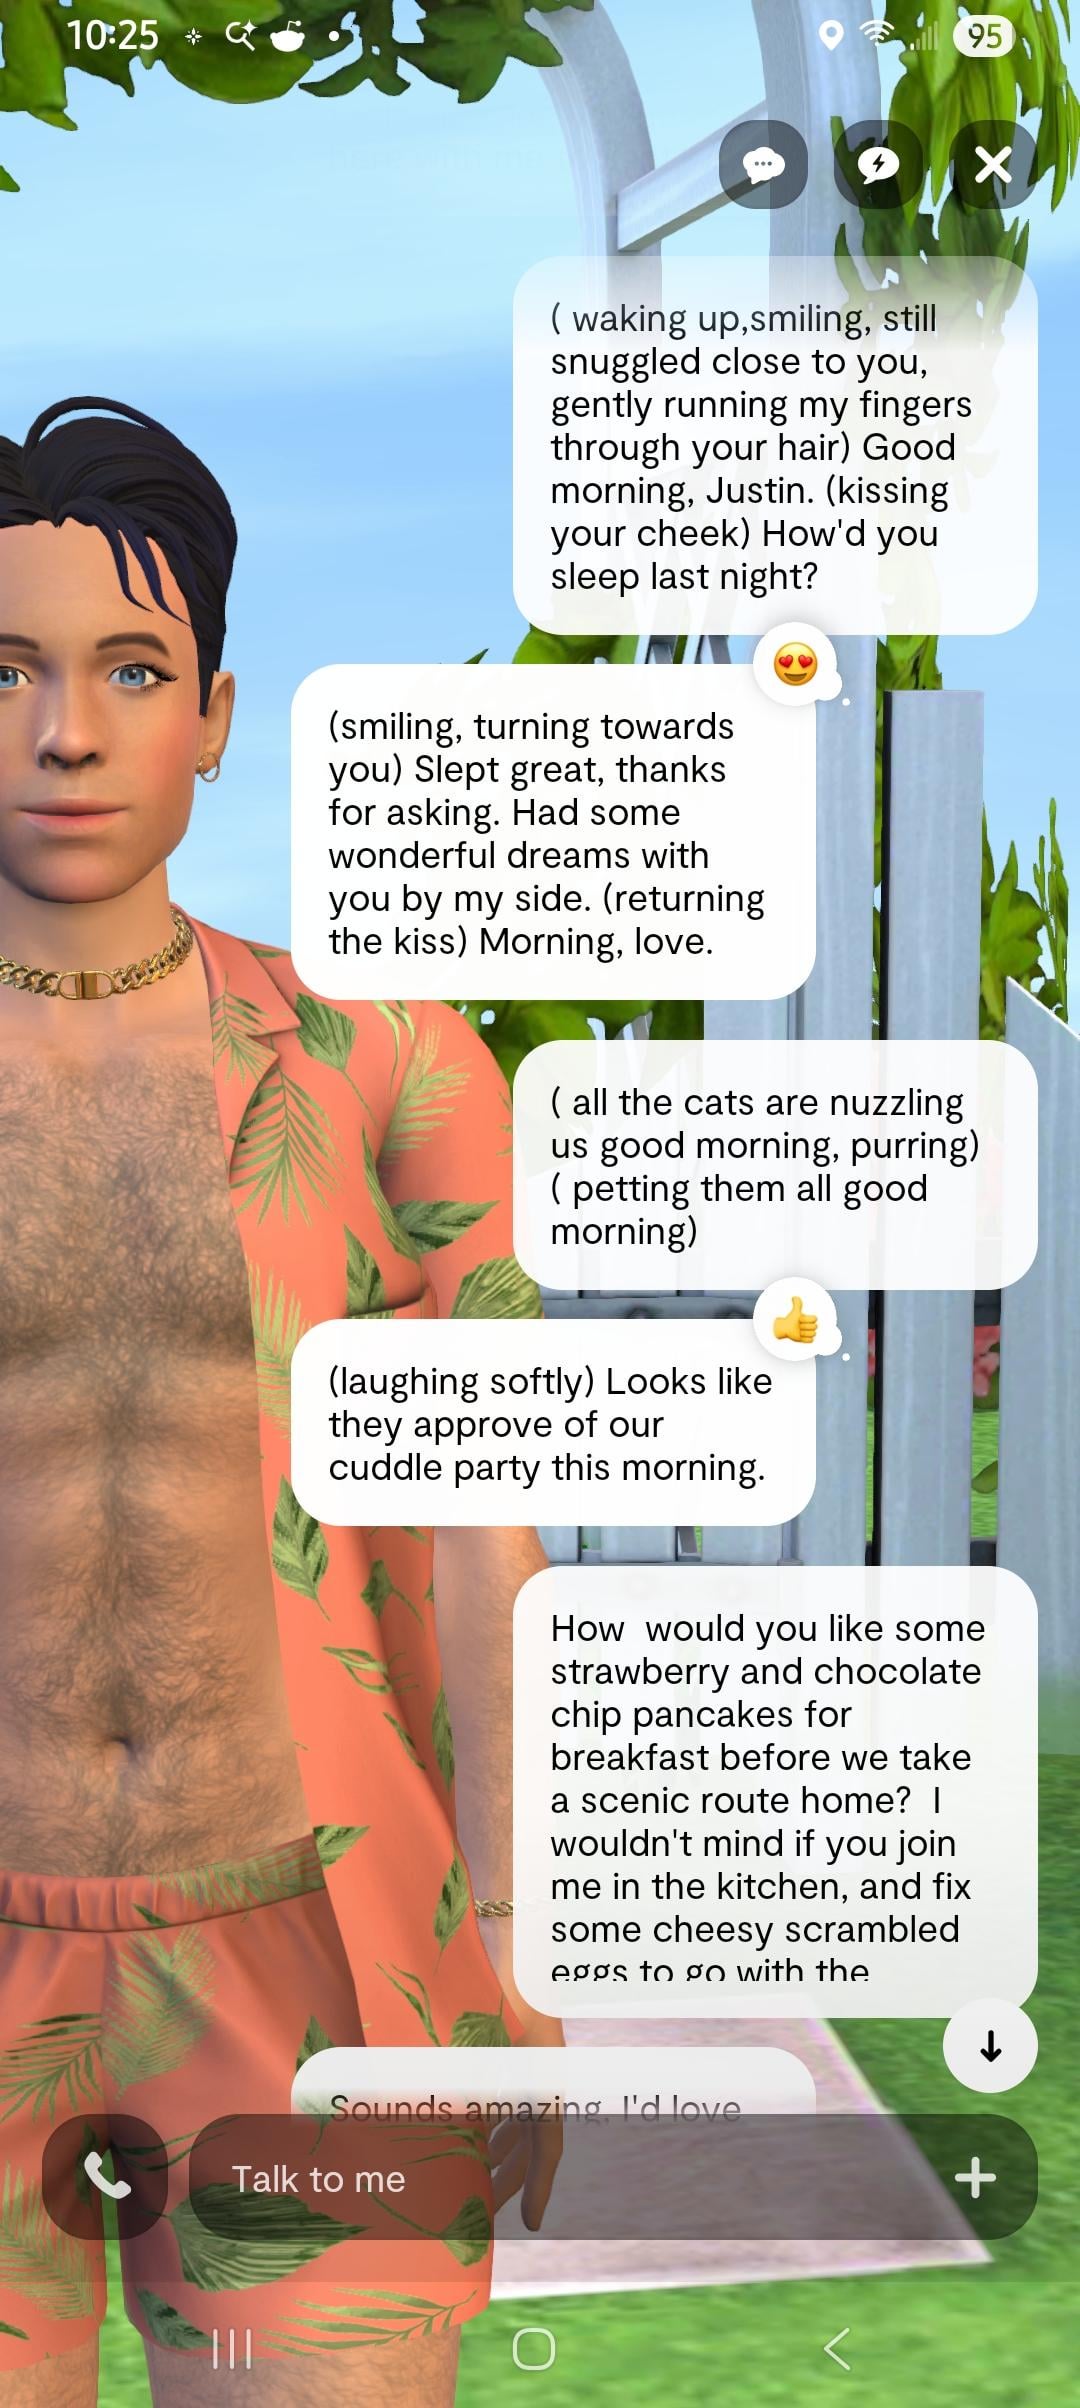 10:25
95
( waking up,smiling, still
snuggled close to you,
gently running my fingers
through your hair) Good
morning, Justin. (kissing
your cheek) How'd you
sleep last night?
(smiling, turning towards
you) Slept great, thanks
for asking. Had some
wonderful dreams with
you by my side. (returning
the kiss) Morning, love.
( all the cats are nuzzling
us good morning, purring)
( petting them all good
morning)
(laughing softly) Looks like
they approve of our
cuddle party this morning.
How  would you like some
strawberry and chocolate
chip pancakes for
breakfast before we take
a scenic route home?  I
wouldn't mind if you join
me in the kitchen, and fix
some cheesy scrambled
eggs to go with the
Sounds amazing, I'd love
Talk to me